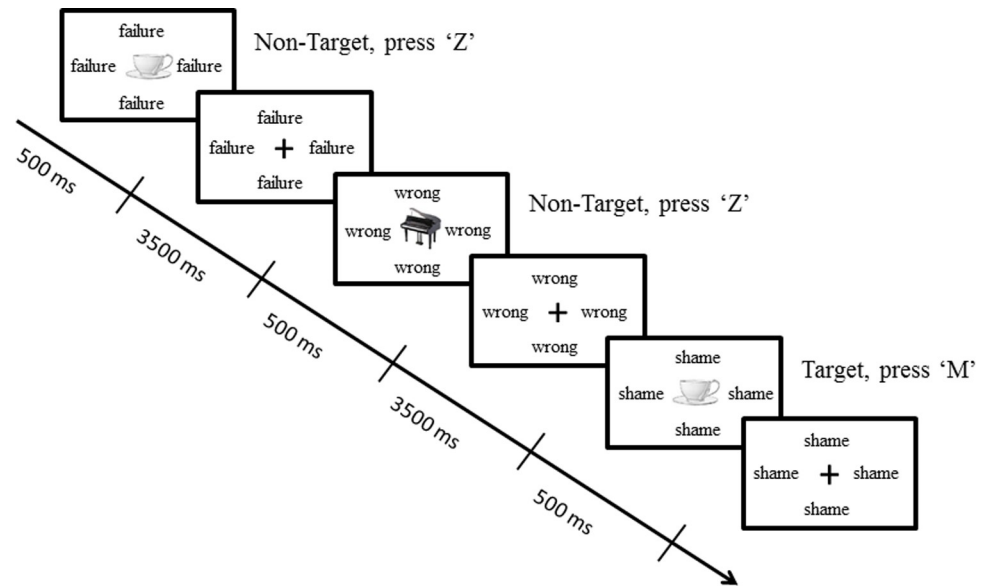 failure
failure failure
failure
Non-Target, press ‘Z’
failure
failure + failure
failure
wrong
wrong wrong
wrong
Non-Target, press ‘Z’
wrong
wrong + wrong
wrong
shame
shame shame
shame
Target, press ‘M’
shame
shame + shame
shame
500 ms
3500 ms
500 ms
3500 ms
500 ms